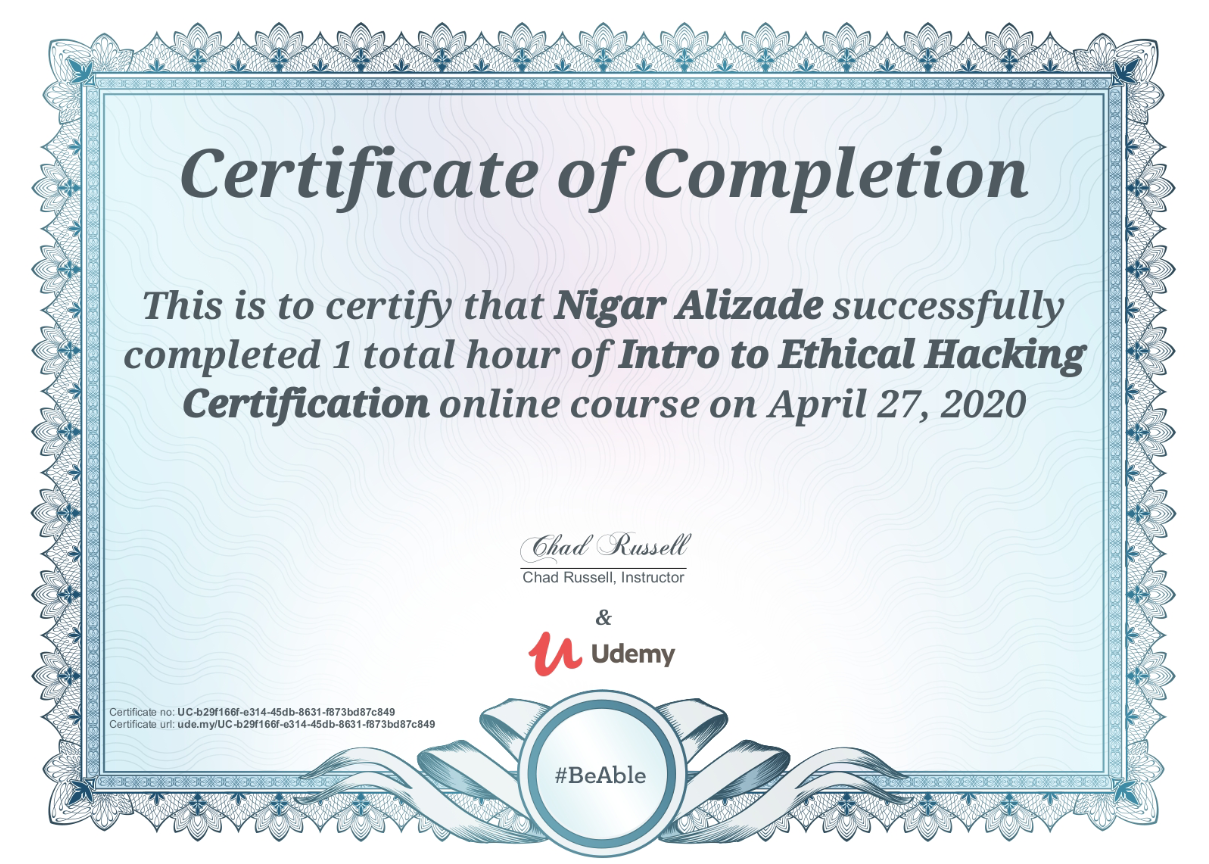 Certificate of Completion
This is to certify that Nigar Alizade successfully
completed 1 total hour of Intro to Ethical Hacking
Certification online course on April 27, 2020
Chad Russell
Chad Russell, Instructor
&
Udemy
Certificate no: UC-b29f166f-e314-45db-8631-f873bd87c849
Certificate url: ude.my/UC-b29f166f-e314-45db-8631-f873bd87c849
#BeAble